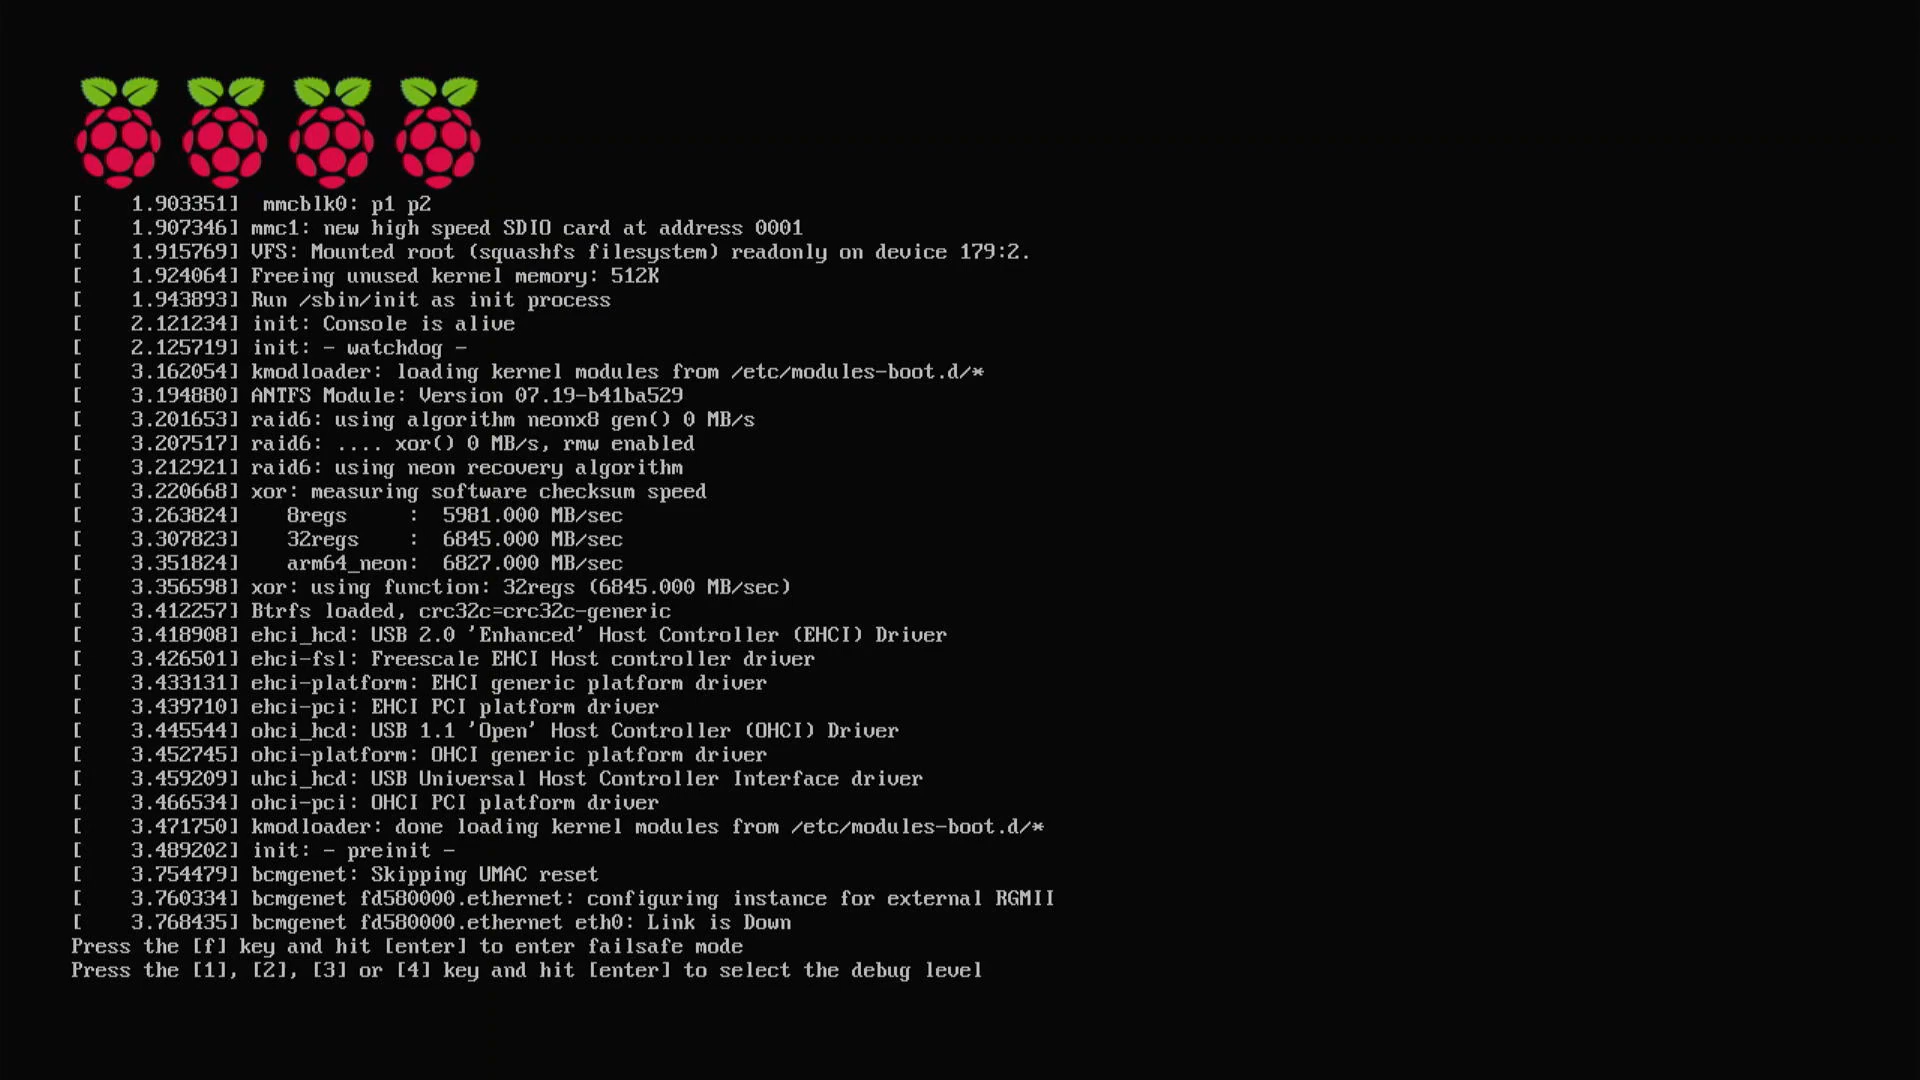 [    1.903351]  mmcblk0: p1 p2
[    1.907346] mmc1: new high speed SDIO card at address 0001
[    1.915769] VFS: Mounted root (squashfs filesystem) readonly on device 179:2.
[    1.924064] Freeing unused kernel memory: 512K
[    1.943893] Run /sbin/init as init process
[    2.121234] init: Console is alive
[    2.125719] init: - watchdog -
[    3.162054] kmodloader: loading kernel modules from /etc/modules-boot.d/*
[    3.194880] ANTFS Module: Version 07.19-b41ba529
[    3.201653] raid6: using algorithm neonx8 gen() 0 MB/s
[    3.207517] raid6: .... xor() 0 MB/s, rmw enabled
[    3.212921] raid6: using neon recovery algorithm
[    3.220668] xor: measuring software checksum speed
[    3.263824]    8regs     :  5981.000 MB/sec
[    3.307823]    32regs    :  6845.000 MB/sec
[    3.351824]    arm64_neon:  6827.000 MB/sec
[    3.356598] xor: using function: 32regs (6845.000 MB/sec)
[    3.412257] Btrfs loaded, crc32c=crc32c-generic
[    3.418908] ehci_hcd: USB 2.0 'Enhanced' Host Controller (EHCI) Driver
[    3.426501] ehci-fsl: Freescale EHCI Host controller driver
[    3.433131] ehci-platform: EHCI generic platform driver
[    3.439710] ehci-pci: EHCI PCI platform driver
[    3.445544] ohci_hcd: USB 1.1 'Open' Host Controller (OHCI) Driver
[    3.452745] ohci-platform: OHCI generic platform driver
[    3.459209] uhci_hcd: USB Universal Host Controller Interface driver
[    3.466534] ohci-pci: OHCI PCI platform driver
[    3.471750] kmodloader: done loading kernel modules from /etc/modules-boot.d/*
[    3.489202] init: - preinit -
[    3.754479] bcmgenet: Skipping UMAC reset
[    3.760334] bcmgenet fd580000.ethernet: configuring instance for external RGMII
[    3.768435] bcmgenet fd580000.ethernet eth0: Link is Down
Press the [f] key and hit [enter] to enter failsafe mode
Press the [1], [2], [3] or [4] key and hit [enter] to select the debug level